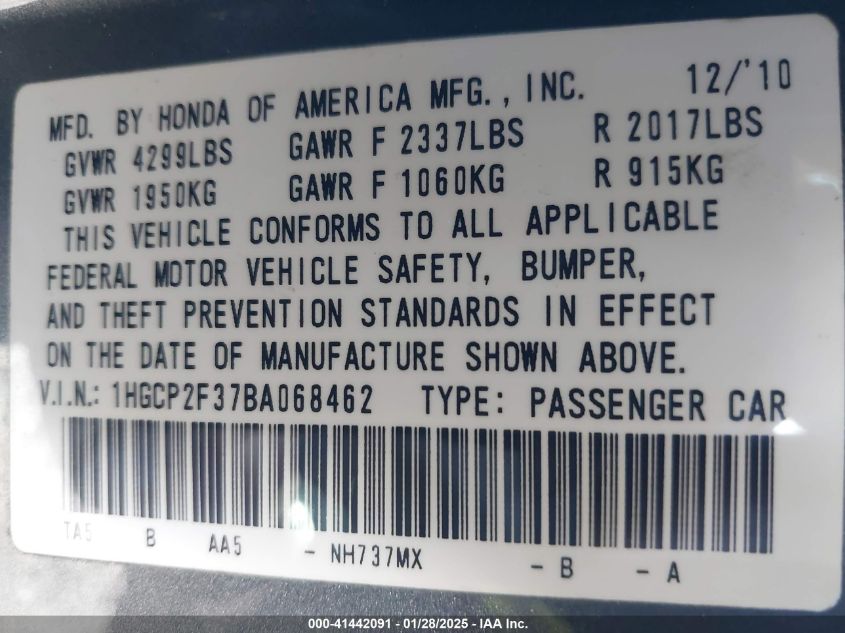 MFD. BY HONDA OF AMERICA MFG., INC. 12/'10
GVWR 4299LBS GAWR F 2337LBS R 2017LBS
GVWR 1950KG GAWR F 1060KG R 915KG
THIS VEHICLE CONFORMS TO ALL APPLICABLE
FEDERAL MOTOR VEHICLE SAFETY, BUMPER,
AND THEFT PREVENTION STANDARDS IN EFFECT
ON THE DATE OF MANUFACTURE SHOWN ABOVE.
V.I.N.: 1HGCP2F37BA068462 TYPE: PASSENGER CAR
TA5 B AA5 - NH737MX - B - A
000-41442091 - 01/28/2025 - IAA Inc.